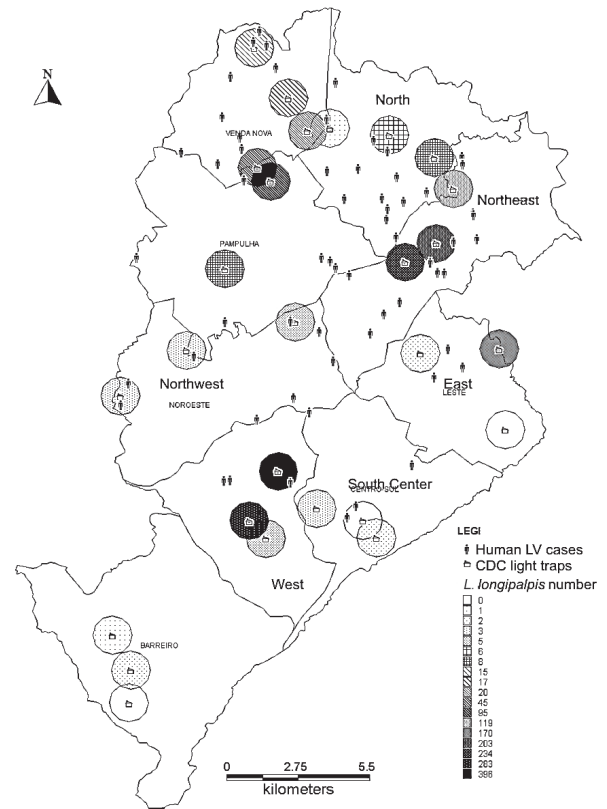 N
North
VENDA NOVA
Northeast
PAMPULHA
Northwest
NOROESTE
East
LESTE
South Center
CENTRO SUL
West
BARREIRO
LEGI
Human LV cases
CDC light traps
L. longipalpis number
0
1
2
3
5
6
8
15
17
20
45
95
119
170
203
234
283
398
0 2.75 5.5
kilometers